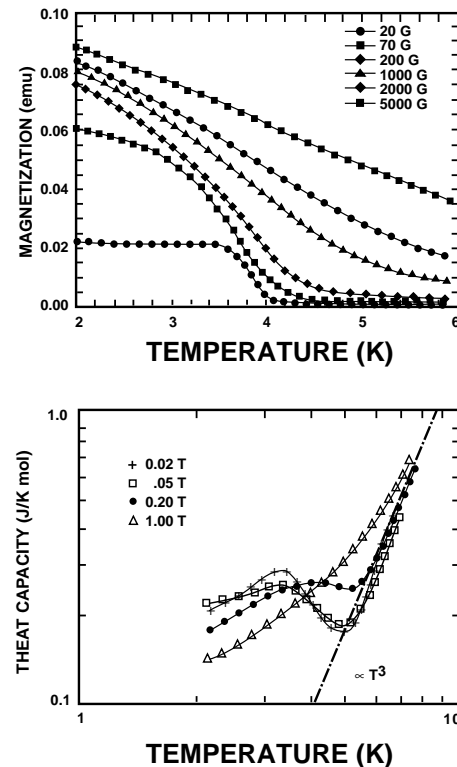 MAGNETIZATION (emu)
0.10
0.08
0.06
0.04
0.02
0.00
20 G
70 G
200 G
1000 G
2000 G
5000 G
2 3 4 5 6
TEMPERATURE (K)
THEAT CAPACITY (J/K mol)
1.0
0.1
0.02 T
.05 T
0.20 T
1.00 T
∝ T3
1 10
TEMPERATURE (K)